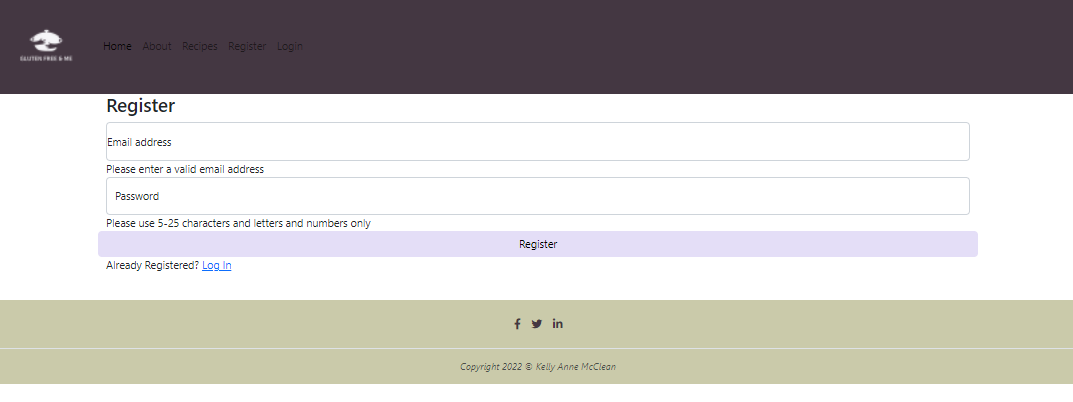 GLUTEN FREE & ME
Home About Recipes Register Login
Register
Email address
Please enter a valid email address
Password
Please use 5-25 characters and letters and numbers only
Register
Already Registered? Log In
Copyright 2022 © Kelly Anne McClean